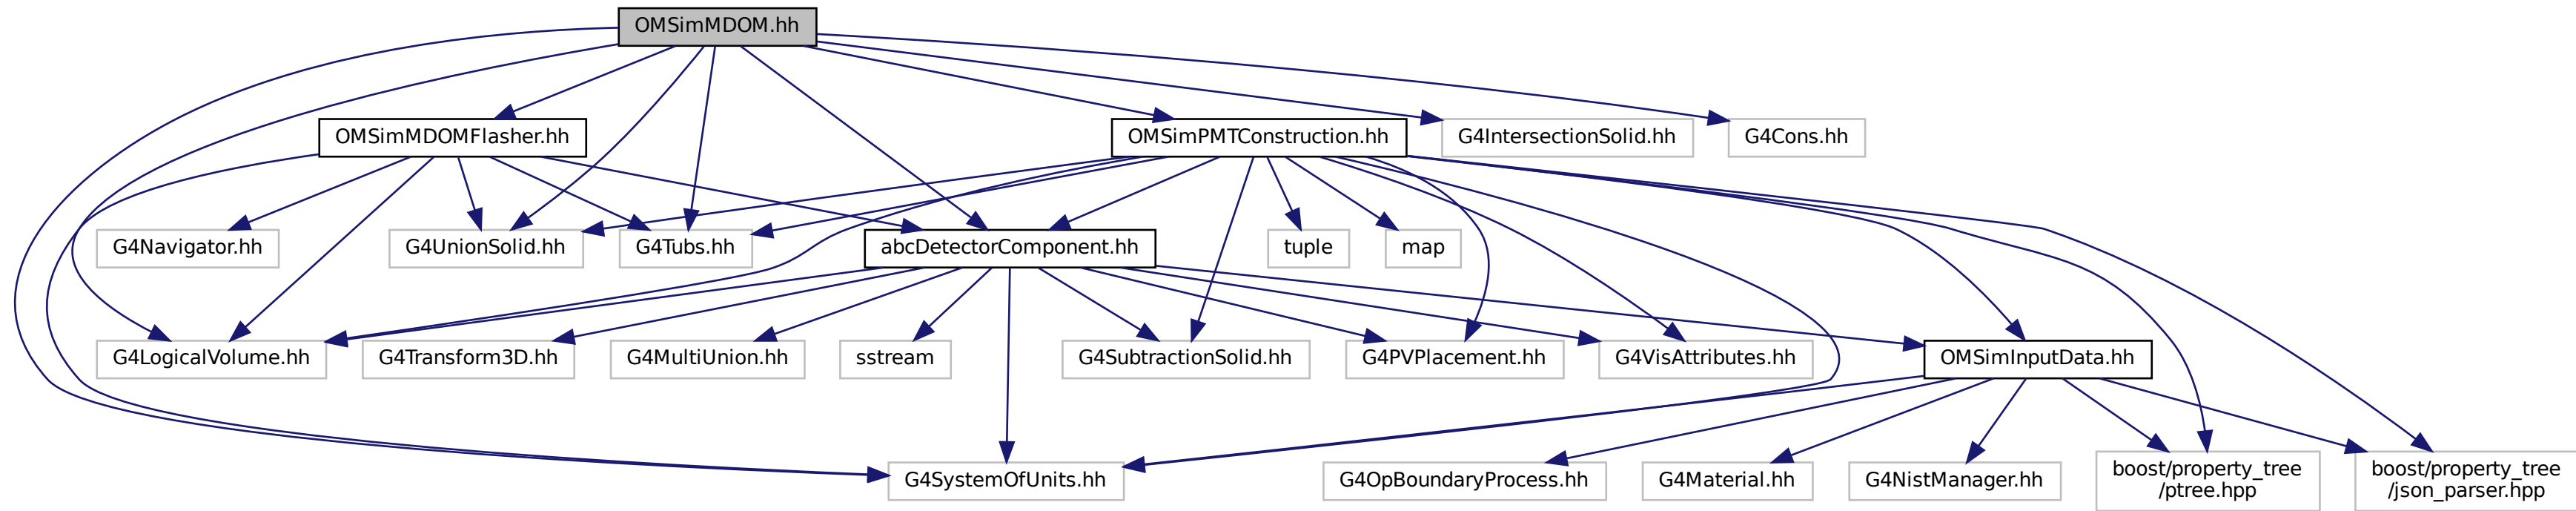 OMSimMDOM.hh
OMSimMDOMFlasher.hh
OMSimPMTConstruction.hh
G4IntersectionSolid.hh
G4Cons.hh
G4Navigator.hh
G4UnionSolid.hh
G4Tubs.hh
abcDetectorComponent.hh
tuple
map
G4LogicalVolume.hh
G4Transform3D.hh
G4MultiUnion.hh
sstream
G4SubtractionSolid.hh
G4PVPlacement.hh
G4VisAttributes.hh
OMSimInputData.hh
G4SystemOfUnits.hh
G4OpBoundaryProcess.hh
G4Material.hh
G4NistManager.hh
boost/property_tree
/ptree.hpp
boost/property_tree
/json_parser.hpp